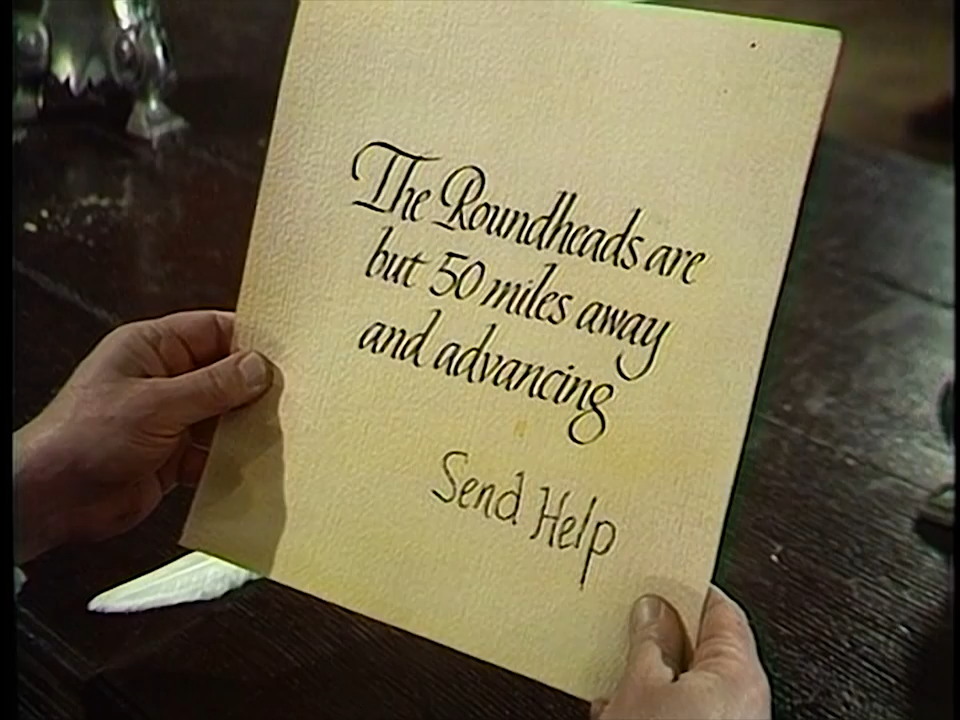 The Roundheads are
but 50 miles away
and advancing
Send Help